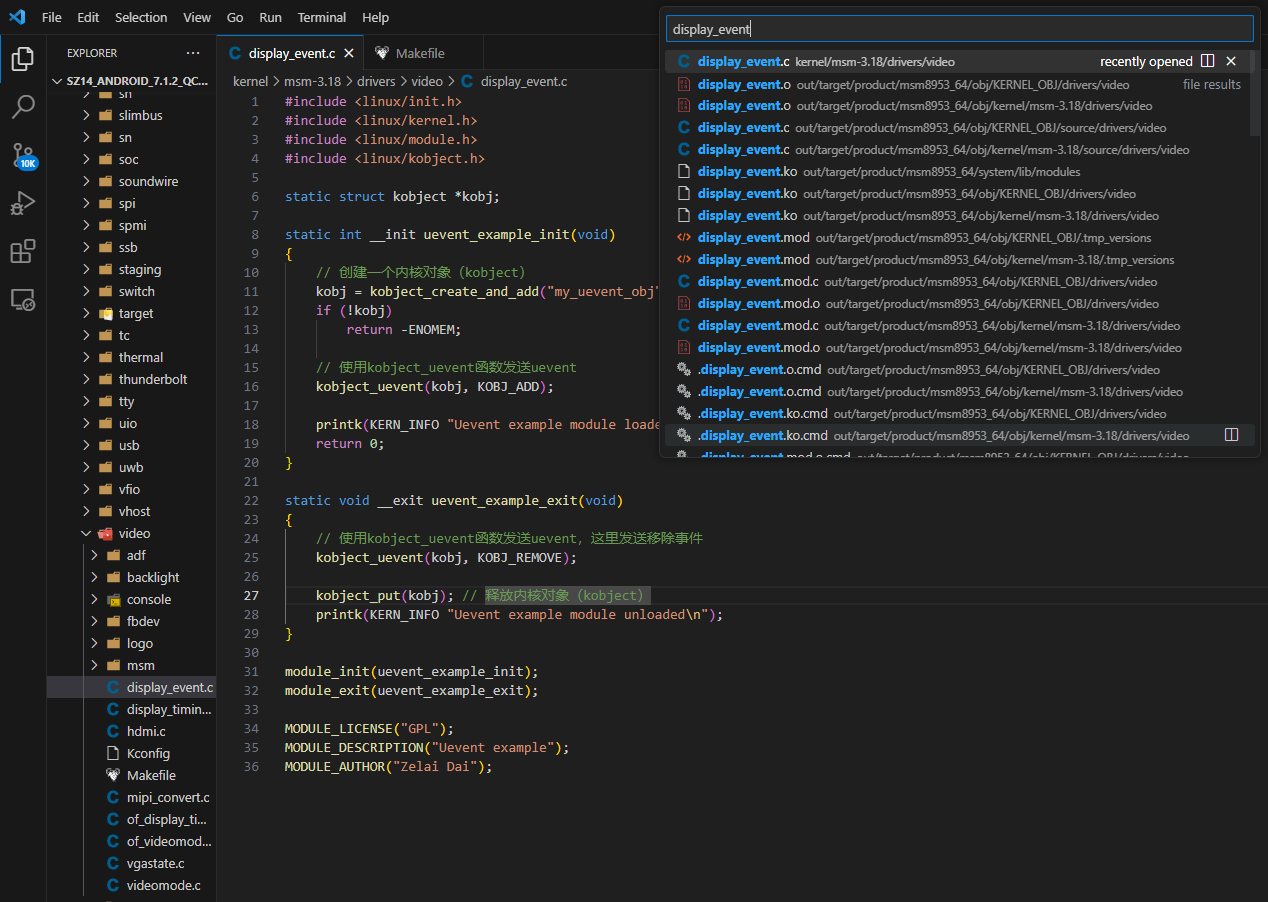 File Edit Selection View Go Run Terminal Help
EXPLORER ···
SZ14_ANDROID_7.1.2_QC...
sh
slimbus
sn
soc
soundwire
spi
spmi
ssb
staging
switch
target
tc
thermal
thunderbolt
tty
uio
usb
uwb
vfio
vhost
video
adf
backlight
console
fbdev
logo
msm
display_event.c
display_timin...
hdmi.c
Kconfig
Makefile
mipi_convert.c
of_display_ti...
of_videomod...
vgastate.c
videomode.c
10K
display_event.c Makefile
kernel > msm-3.18 > drivers > video > display_event.c
1 #include <linux/init.h>
2 #include <linux/kernel.h>
3 #include <linux/module.h>
4 #include <linux/kobject.h>
5
6 static struct kobject *kobj;
7
8 static int __init uevent_example_init(void)
9 {
10 // 创建一个内核对象（kobject）
11 kobj = kobject_create_and_add("my_uevent_obj"
12 if (!kobj)
13 return -ENOMEM;
14
15 // 使用kobject_uevent函数发送uevent
16 kobject_uevent(kobj, KOBJ_ADD);
17
18 printk(KERN_INFO "Uevent example module loade
19 return 0;
20 }
21
22 static void __exit uevent_example_exit(void)
23 {
24 // 使用kobject_uevent函数发送uevent，这里发送移除事件
25 kobject_uevent(kobj, KOBJ_REMOVE);
26
27 kobject_put(kobj); // 释放内核对象（kobject）
28 printk(KERN_INFO "Uevent example module unloaded\n");
29 }
30
31 module_init(uevent_example_init);
32 module_exit(uevent_example_exit);
33
34 MODULE_LICENSE("GPL");
35 MODULE_DESCRIPTION("Uevent example");
36 MODULE_AUTHOR("Zelai Dai");
display_event
display_event.c kernel/msm-3.18/drivers/video recently opened
display_event.o out/target/product/msm8953_64/obj/KERNEL_OBJ/drivers/video file results
display_event.o out/target/product/msm8953_64/obj/kernel/msm-3.18/drivers/video
display_event.c out/target/product/msm8953_64/obj/KERNEL_OBJ/source/drivers/video
display_event.c out/target/product/msm8953_64/obj/kernel/msm-3.18/source/drivers/video
display_event.ko out/target/product/msm8953_64/system/lib/modules
display_event.ko out/target/product/msm8953_64/obj/KERNEL_OBJ/drivers/video
display_event.ko out/target/product/msm8953_64/obj/kernel/msm-3.18/drivers/video
display_event.mod out/target/product/msm8953_64/obj/KERNEL_OBJ/.tmp_versions
display_event.mod out/target/product/msm8953_64/obj/kernel/msm-3.18/.tmp_versions
display_event.mod.c out/target/product/msm8953_64/obj/KERNEL_OBJ/drivers/video
display_event.mod.o out/target/product/msm8953_64/obj/KERNEL_OBJ/drivers/video
display_event.mod.c out/target/product/msm8953_64/obj/kernel/msm-3.18/drivers/video
display_event.mod.o out/target/product/msm8953_64/obj/kernel/msm-3.18/drivers/video
.display_event.o.cmd out/target/product/msm8953_64/obj/KERNEL_OBJ/drivers/video
.display_event.o.cmd out/target/product/msm8953_64/obj/kernel/msm-3.18/drivers/video
.display_event.ko.cmd out/target/product/msm8953_64/obj/KERNEL_OBJ/drivers/video
.display_event.ko.cmd out/target/product/msm8953_64/obj/kernel/msm-3.18/drivers/video
.display_event.mod.o.cmd out/target/product/msm8953_64/obj/kernel/msm-3.18/drivers/video